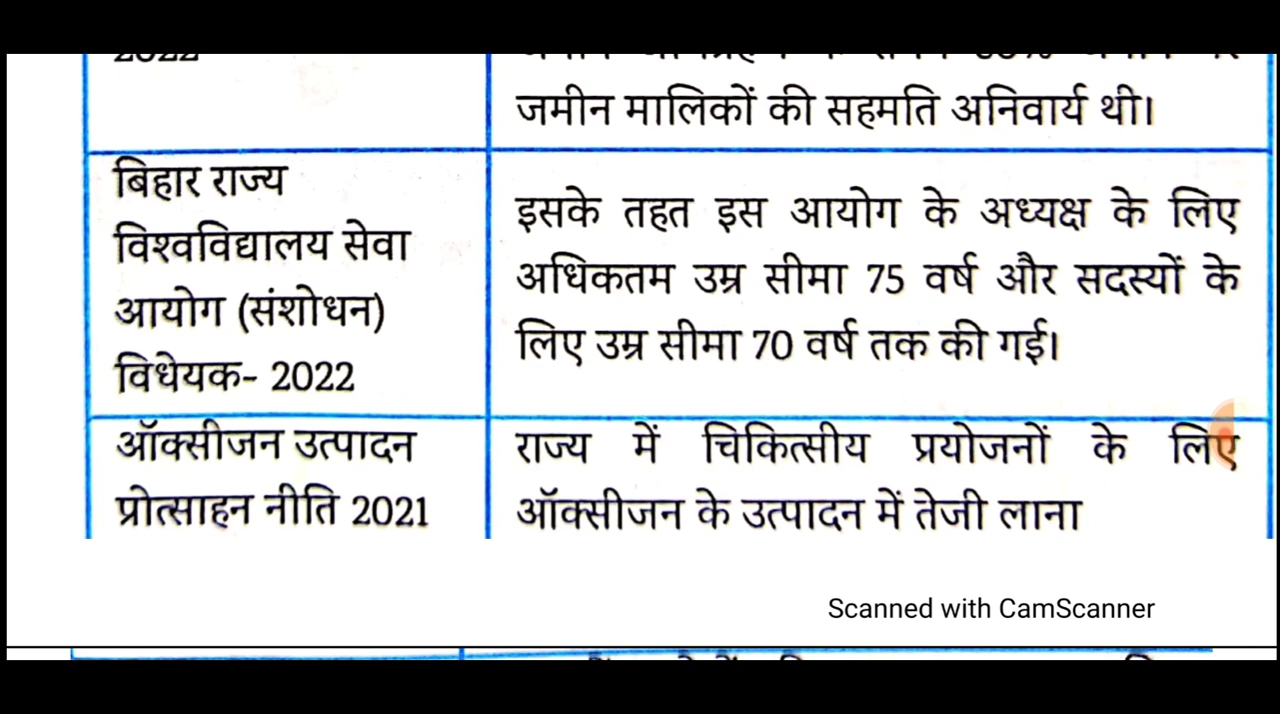 2022
जमीन मालिकों की सहमति अनिवार्य थी।
बिहार राज्य
विश्वविद्यालय सेवा
आयोग (संशोधन)
विधेयक- 2022
इसके तहत इस आयोग के अध्यक्ष के लिए
अधिकतम उम्र सीमा 75 वर्ष और सदस्यों के
लिए उम्र सीमा 70 वर्ष तक की गई।
ऑक्सीजन उत्पादन
प्रोत्साहन नीति 2021
राज्य में चिकित्सीय प्रयोजनों के लिए
ऑक्सीजन के उत्पादन में तेजी लाना
Scanned with CamScanner